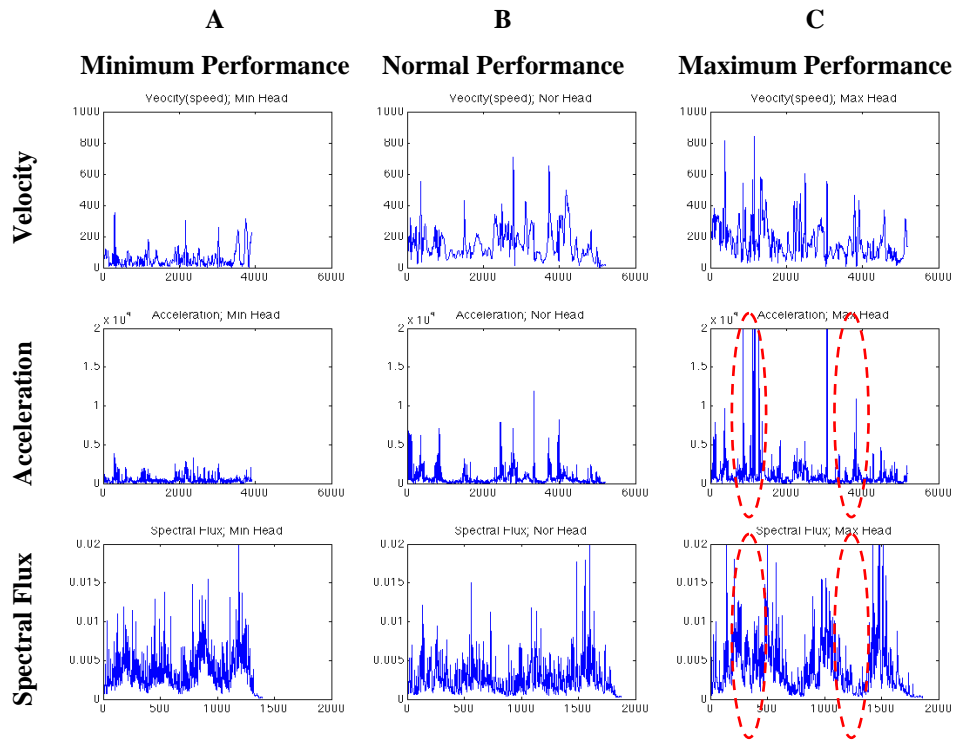 A B C
Minimum Performance Normal Performance Maximum Performance
Velocity
Veocity(speed); Min Head
1000
800
600
400
200
0
0 2000 4000 6000
Veocity(speed); Nor Head
1000
800
600
400
200
0
0 2000 4000 6000
Veocity(speed); Max Head
1000
800
600
400
200
0
0 2000 4000 6000
Acceleration
x 10⁴ Acceleration; Min Head
2
1.5
1
0.5
0
0 2000 4000 6000
x 10⁴ Acceleration; Nor Head
2
1.5
1
0.5
0
0 2000 4000 6000
x 10⁴ Acceleration; Max Head
2
1.5
1
0.5
0
0 2000 4000 6000
Spectral Flux
Spectral Flux; Min Head
0.02
0.015
0.01
0.005
0
0 500 1000 1500 2000
Spectral Flux; Nor Head
0.02
0.015
0.01
0.005
0
0 500 1000 1500 2000
Spectral Flux; Max Head
0.02
0.015
0.01
0.005
0
0 500 1000 1500 2000